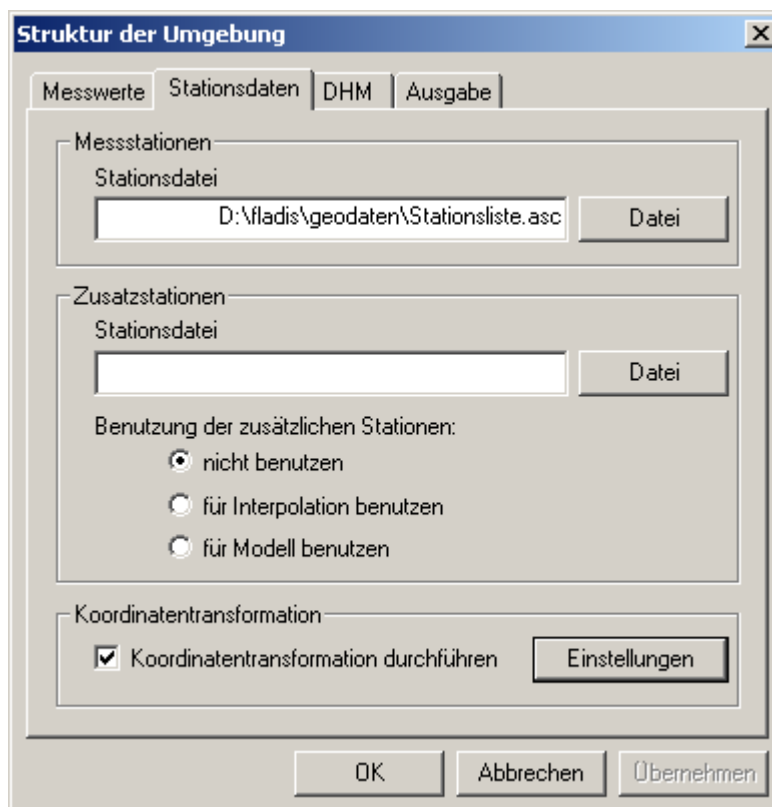 Struktur der Umgebung
Messwerte Stationsdaten DHM Ausgabe
Messstationen
Stationsdatei
D:\fladis\geodaten\Stationsliste.asc Datei
Zusatzstationen
Stationsdatei
Datei
Benutzung der zusätzlichen Stationen:
nicht benutzen
für Interpolation benutzen
für Modell benutzen
Koordinatentransformation
Koordinatentransformation durchführen Einstellungen
OK Abbrechen Übernehmen